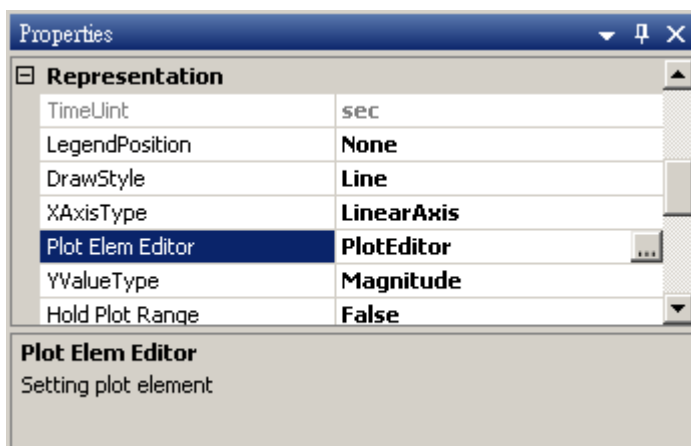 Properties
Representation
TimeUint sec
LegendPosition None
DrawStyle Line
XAxisType LinearAxis
Plot Elem Editor PlotEditor ...
YValueType Magnitude
Hold Plot Range False
Plot Elem Editor
Setting plot element